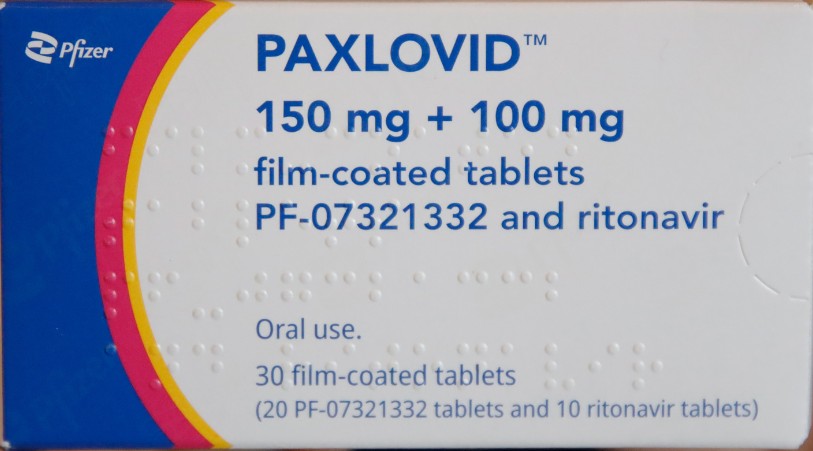 Pfizer
PAXLOVID™
150 mg + 100 mg
film-coated tablets
PF-07321332 and ritonavir
Oral use.
30 film-coated tablets
(20 PF-07321332 tablets and 10 ritonavir tablets)